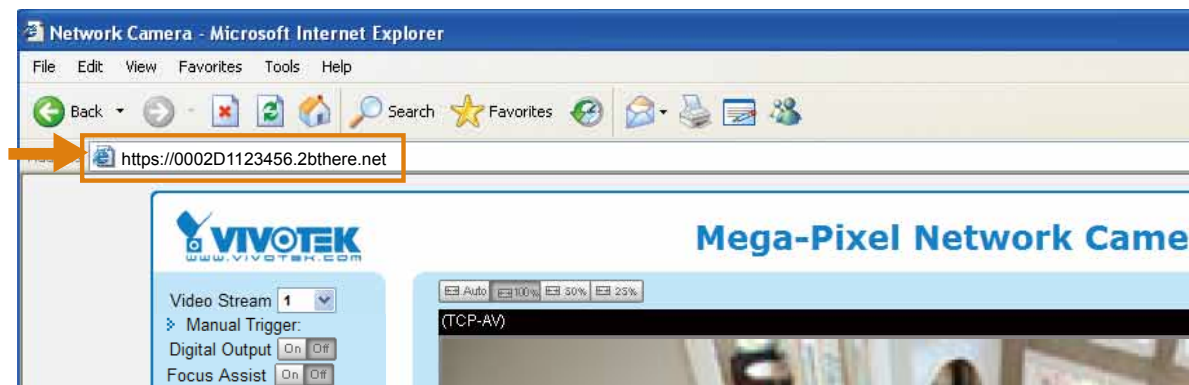 Network Camera - Microsoft Internet Explorer
File Edit View Favorites Tools Help
Back Search Favorites
https://0002D1123456.2bthere.net
VIVOTEK
www.vivotek.com
Mega-Pixel Network Came
Auto 100% 50% 25%
Video Stream 1
(TCP-AV)
Manual Trigger:
Digital Output On Off
Focus Assist On Off